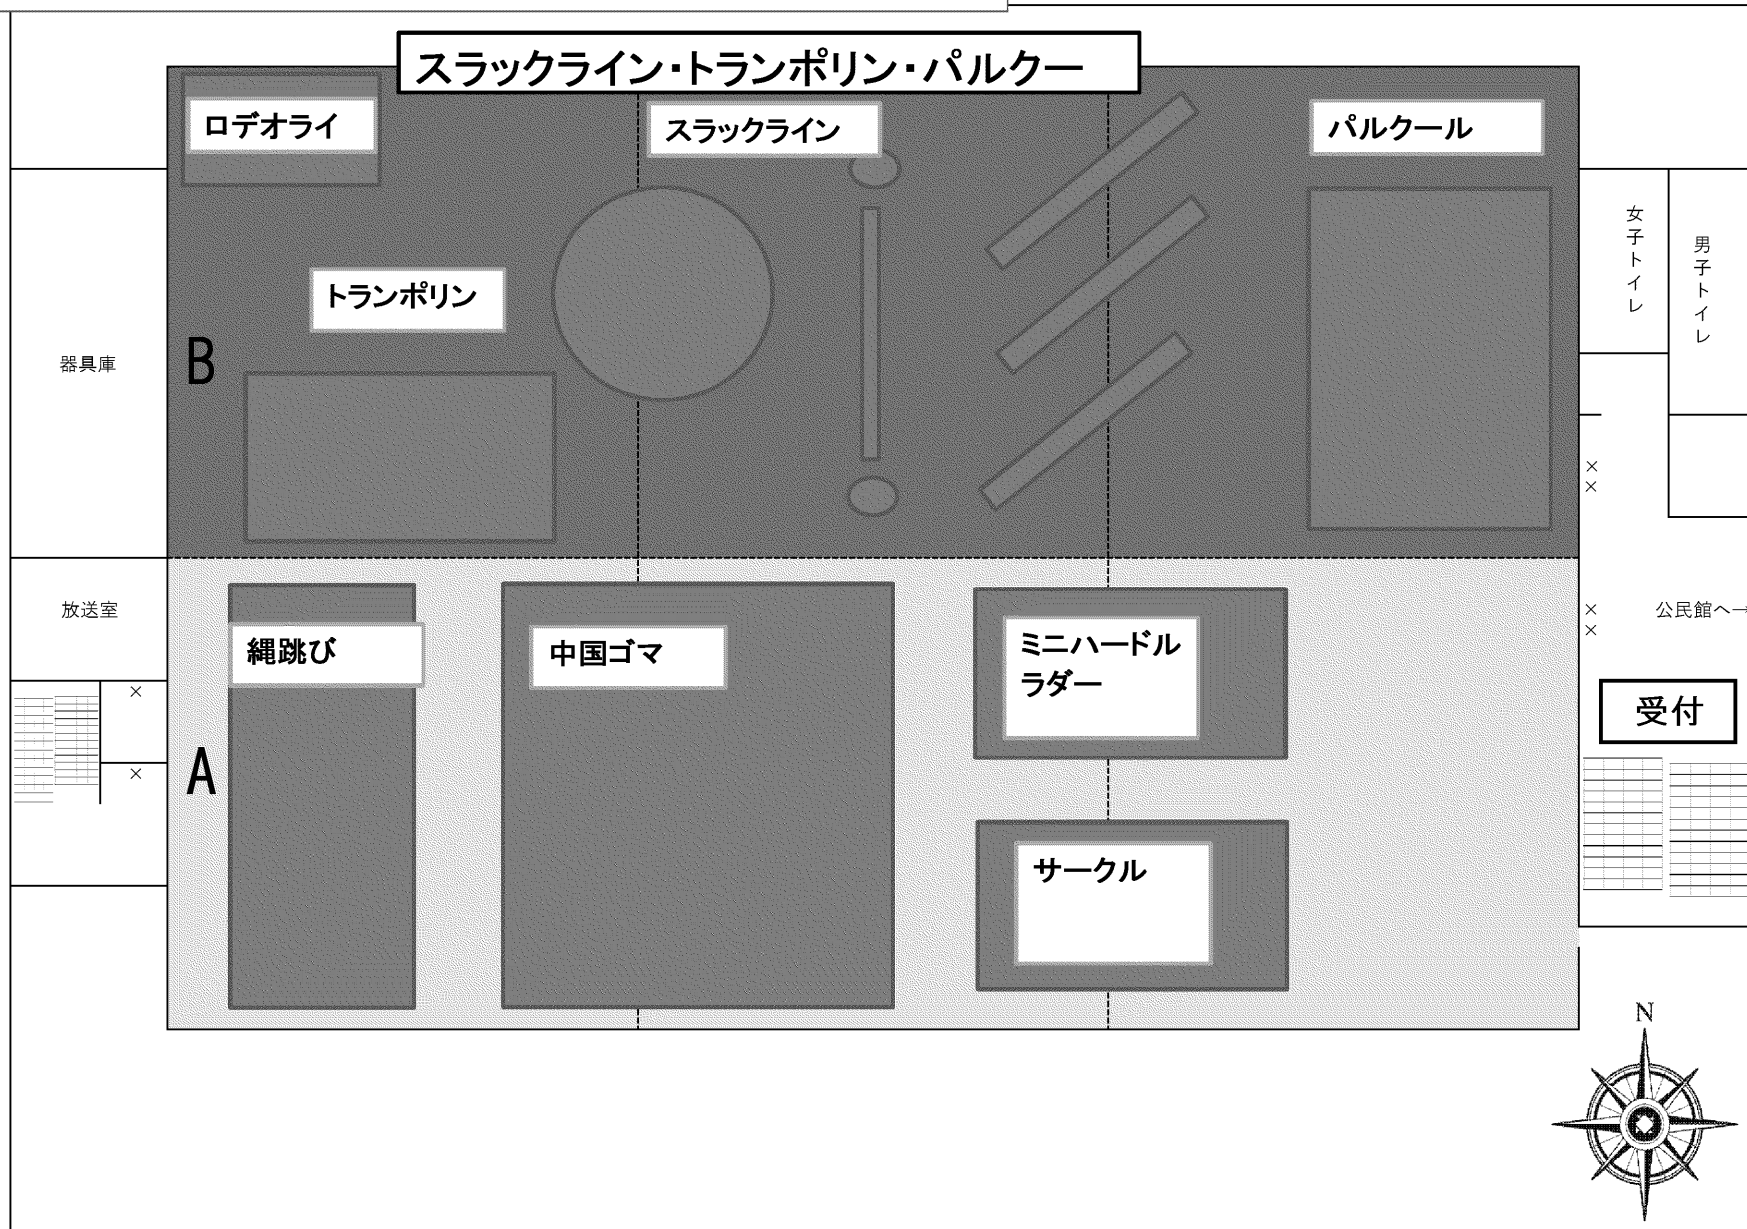 スラックライン・トランポリン・パルクー
ロデオライ
スラックライン
パルクール
女子トイレ
男子トイレ
トランポリン
B
器具庫
放送室
縄跳び
中国ゴマ
ミニハードル
ラダー
公民館へ→
受付
A
サークル
N